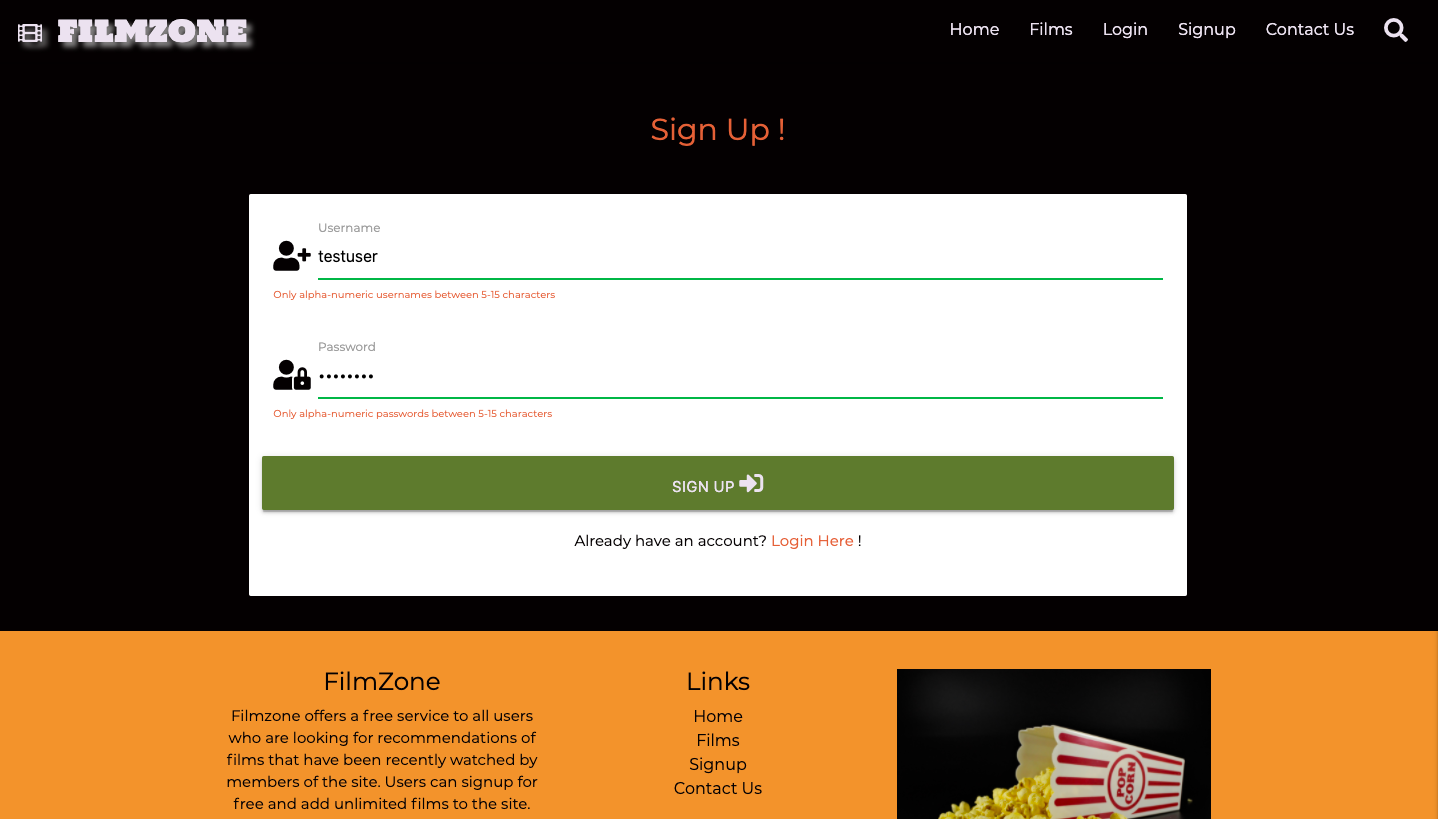 FILMZONE
Home Films Login Signup Contact Us
Sign Up !
Username
testuser
Only alpha-numeric usernames between 5-15 characters
Password
••••••••
Only alpha-numeric passwords between 5-15 characters
SIGN UP
Already have an account? Login Here !
FilmZone
Filmzone offers a free service to all users
who are looking for recommendations of
films that have been recently watched by
members of the site. Users can signup for
free and add unlimited films to the site.
Links
Home
Films
Signup
Contact Us
POP
CORN